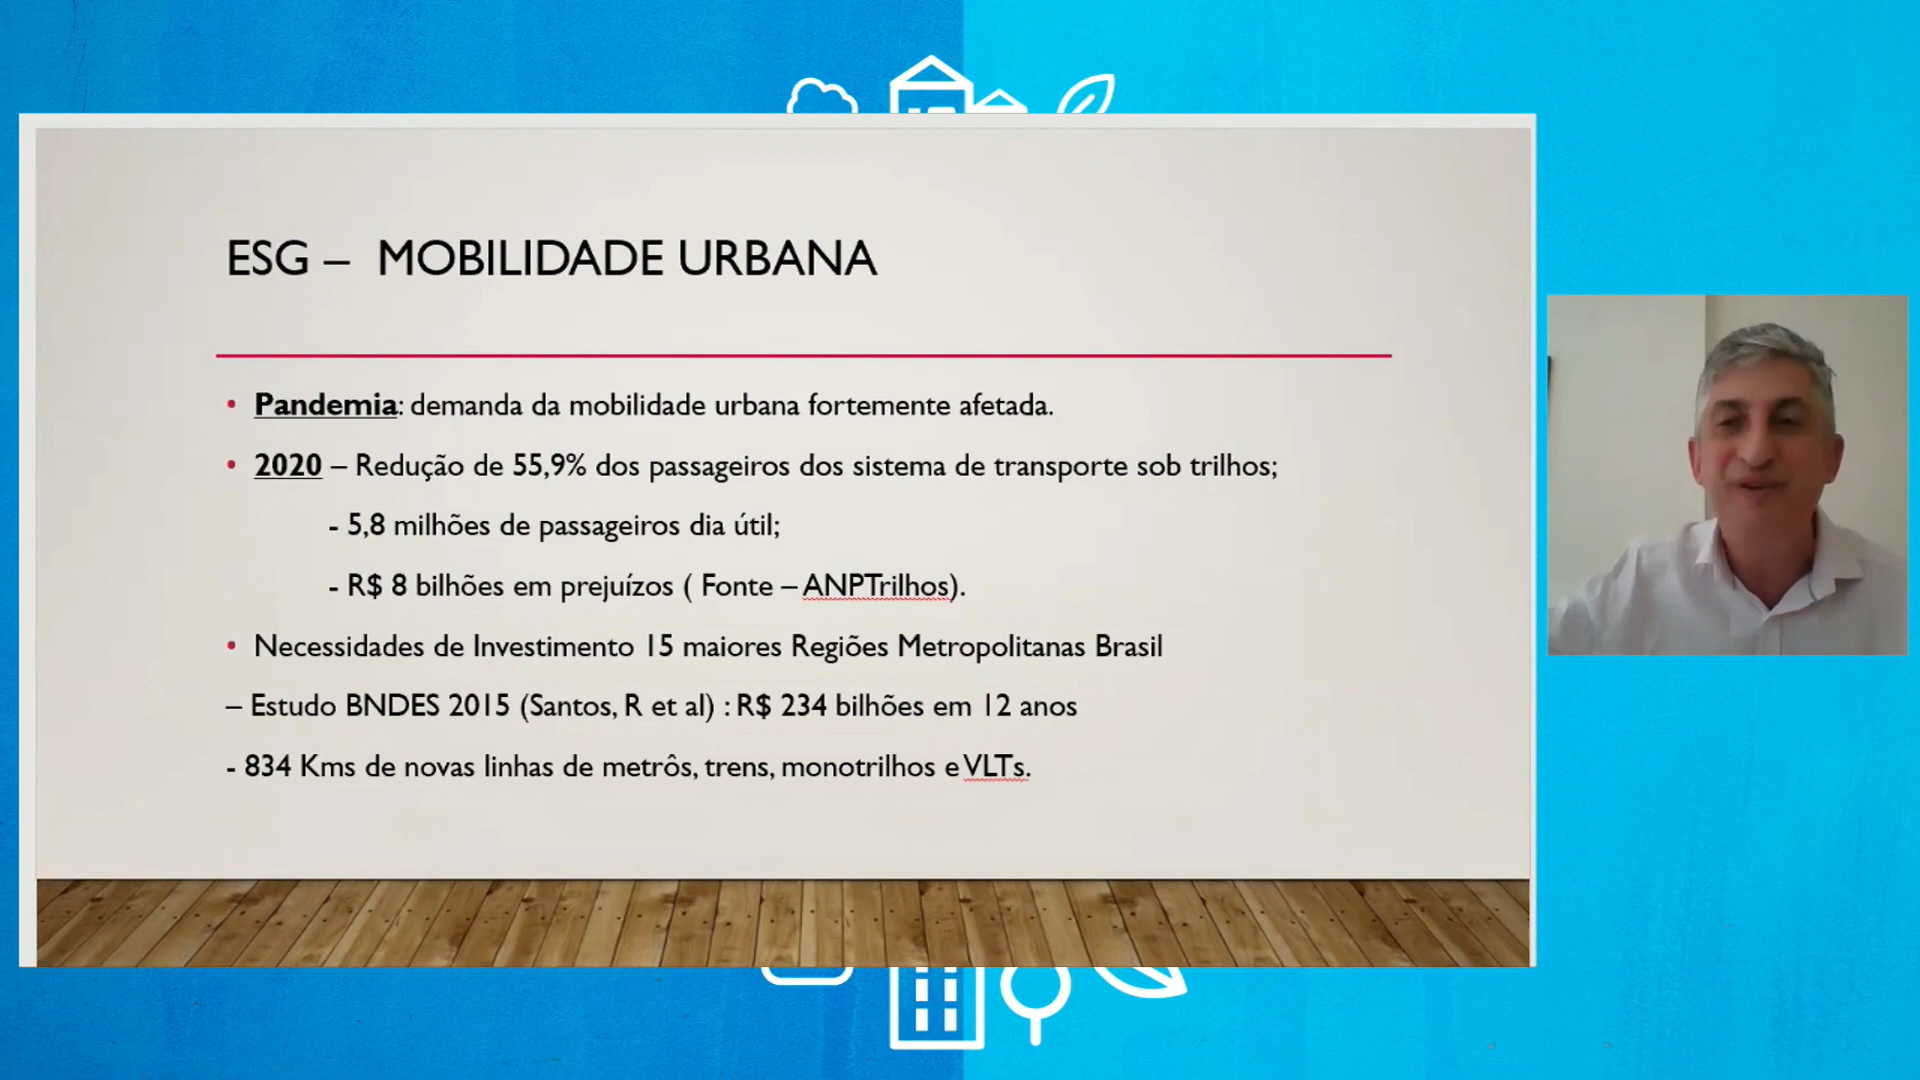 ESG – MOBILIDADE URBANA
• Pandemia: demanda da mobilidade urbana fortemente afetada.
• 2020 – Redução de 55,9% dos passageiros dos sistema de transporte sob trilhos;
- 5,8 milhões de passageiros dia útil;
- R$ 8 bilhões em prejuízos ( Fonte – ANPTrilhos).
• Necessidades de Investimento 15 maiores Regiões Metropolitanas Brasil
– Estudo BNDES 2015 (Santos, R et al) : R$ 234 bilhões em 12 anos
- 834 Kms de novas linhas de metrôs, trens, monotrilhos e VLTs.